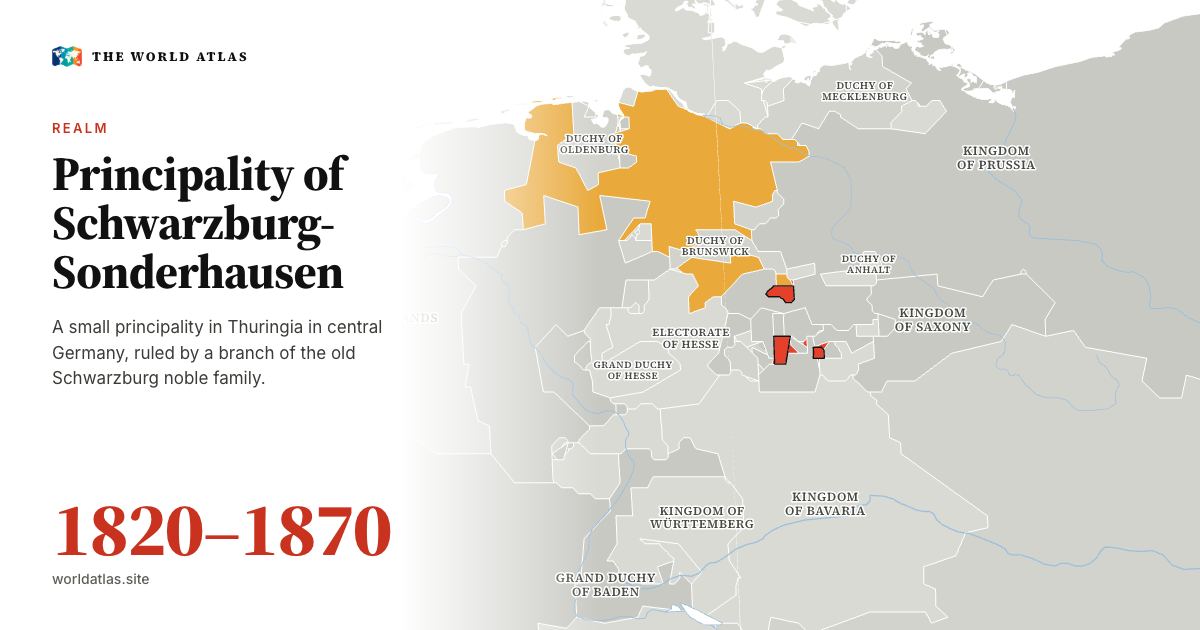 THE WORLD ATLAS
REALM
Principality of
Schwarzburg-
Sonderhausen
A small principality in Thuringia in central
Germany, ruled by a branch of the old
Schwarzburg noble family.
1820–1870
worldatlas.site
DUCHY OF
MECKLENBURG
DUCHY OF
OLDENBURG
KINGDOM
OF PRUSSIA
DUCHY OF
BRUNSWICK
DUCHY OF
ANHALT
KINGDOM
OF SAXONY
ELECTORATE
OF HESSE
GRAND DUCHY
OF HESSE
KINGDOM OF
WÜRTTEMBERG
KINGDOM
OF BAVARIA
GRAND DUCHY
OF BADEN